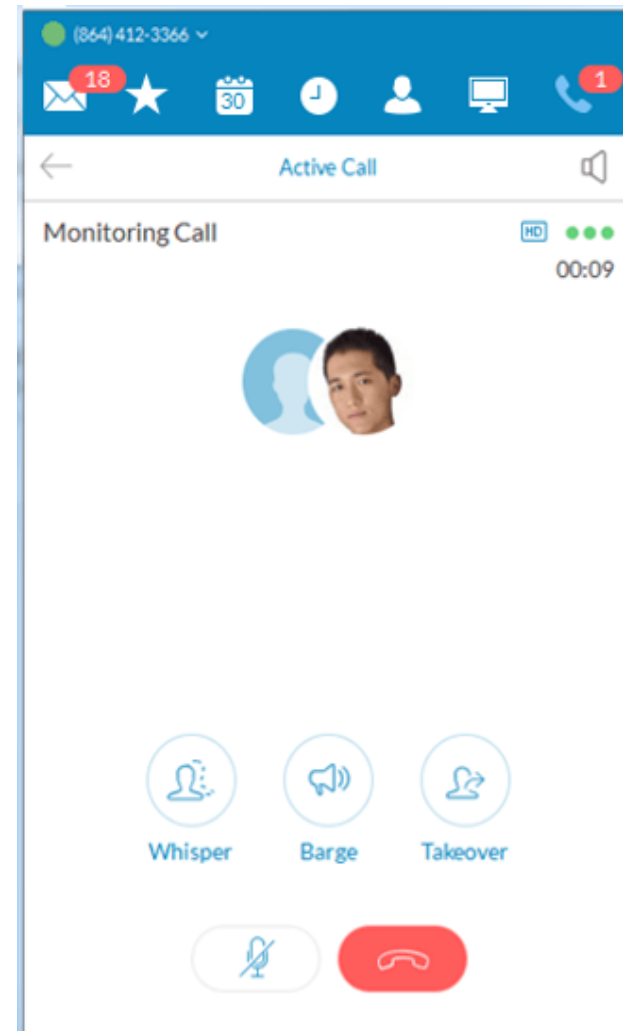 (864) 412-3366
18
30
1
Active Call
Monitoring Call
HD
00:09
Whisper Barge Takeover